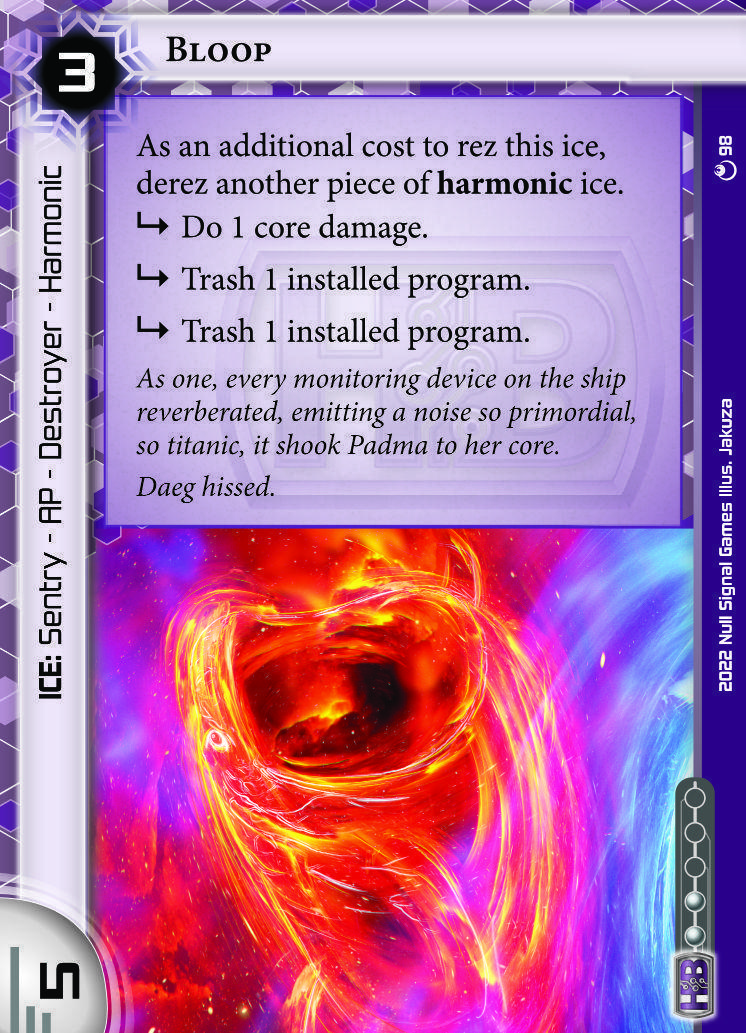 3
Bloop
As an additional cost to rez this ice,
derez another piece of harmonic ice.
↳ Do 1 core damage.
↳ Trash 1 installed program.
↳ Trash 1 installed program.
As one, every monitoring device on the ship
reverberated, emitting a noise so primordial,
so titanic, it shook Padma to her core.
Daeg hissed.
ICE: Sentry - AP - Destroyer - Harmonic
5
98
2022 Null Signal Games Illus. Jakuza
HB